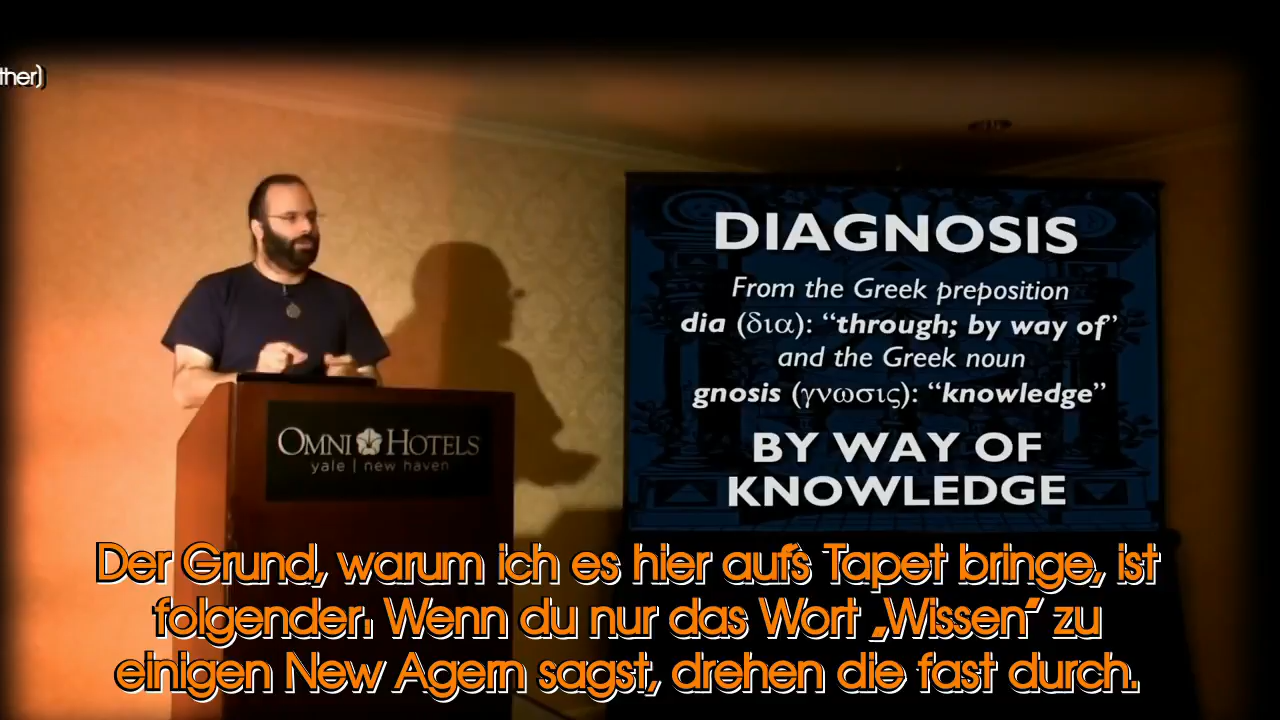 ther)
DIAGNOSIS
From the Greek preposition
dia (δια): “through; by way of”
and the Greek noun
gnosis (γνωσις): “knowledge”
BY WAY OF
KNOWLEDGE
OMNI HOTELS
yale | new haven
Der Grund, warum ich es hier aufs Tapet bringe, ist
folgender. Wenn du nur das Wort „Wissen“ zu
einigen New Agern sagst, drehen die fast durch.